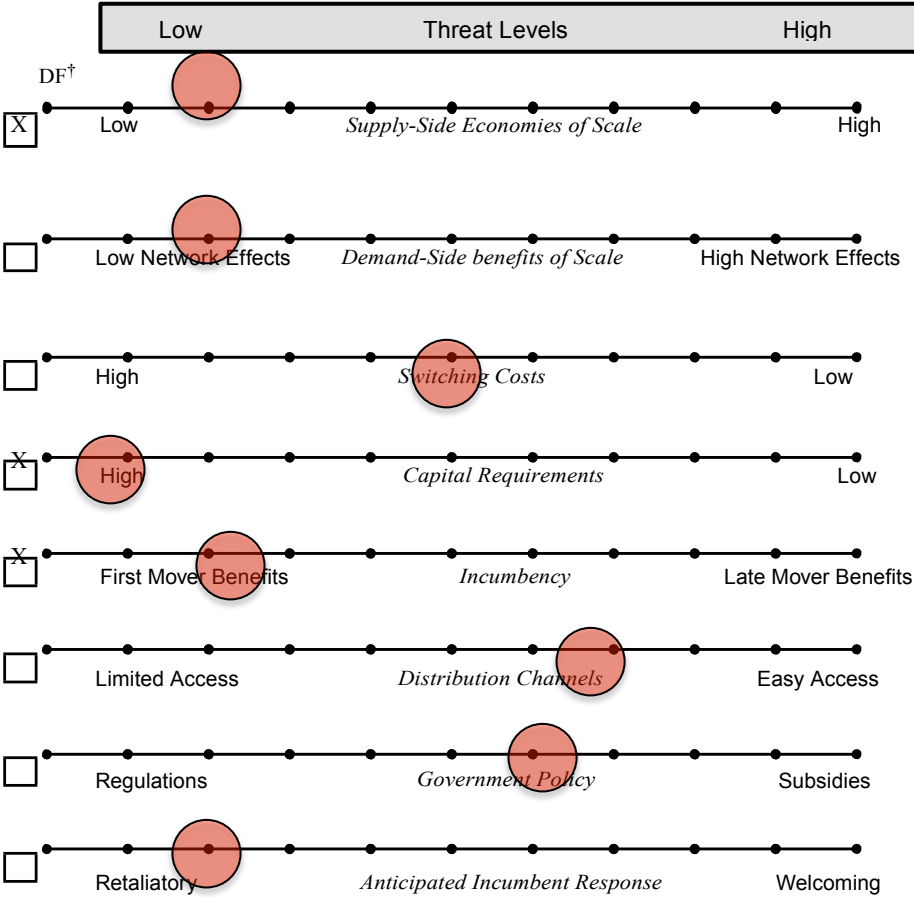 Low Threat Levels High
DF†
X Low Supply-Side Economies of Scale High
Low Network Effects Demand-Side benefits of Scale High Network Effects
High Switching Costs Low
X High Capital Requirements Low
X First Mover Benefits Incumbency Late Mover Benefits
Limited Access Distribution Channels Easy Access
Regulations Government Policy Subsidies
Retaliatory Anticipated Incumbent Response Welcoming